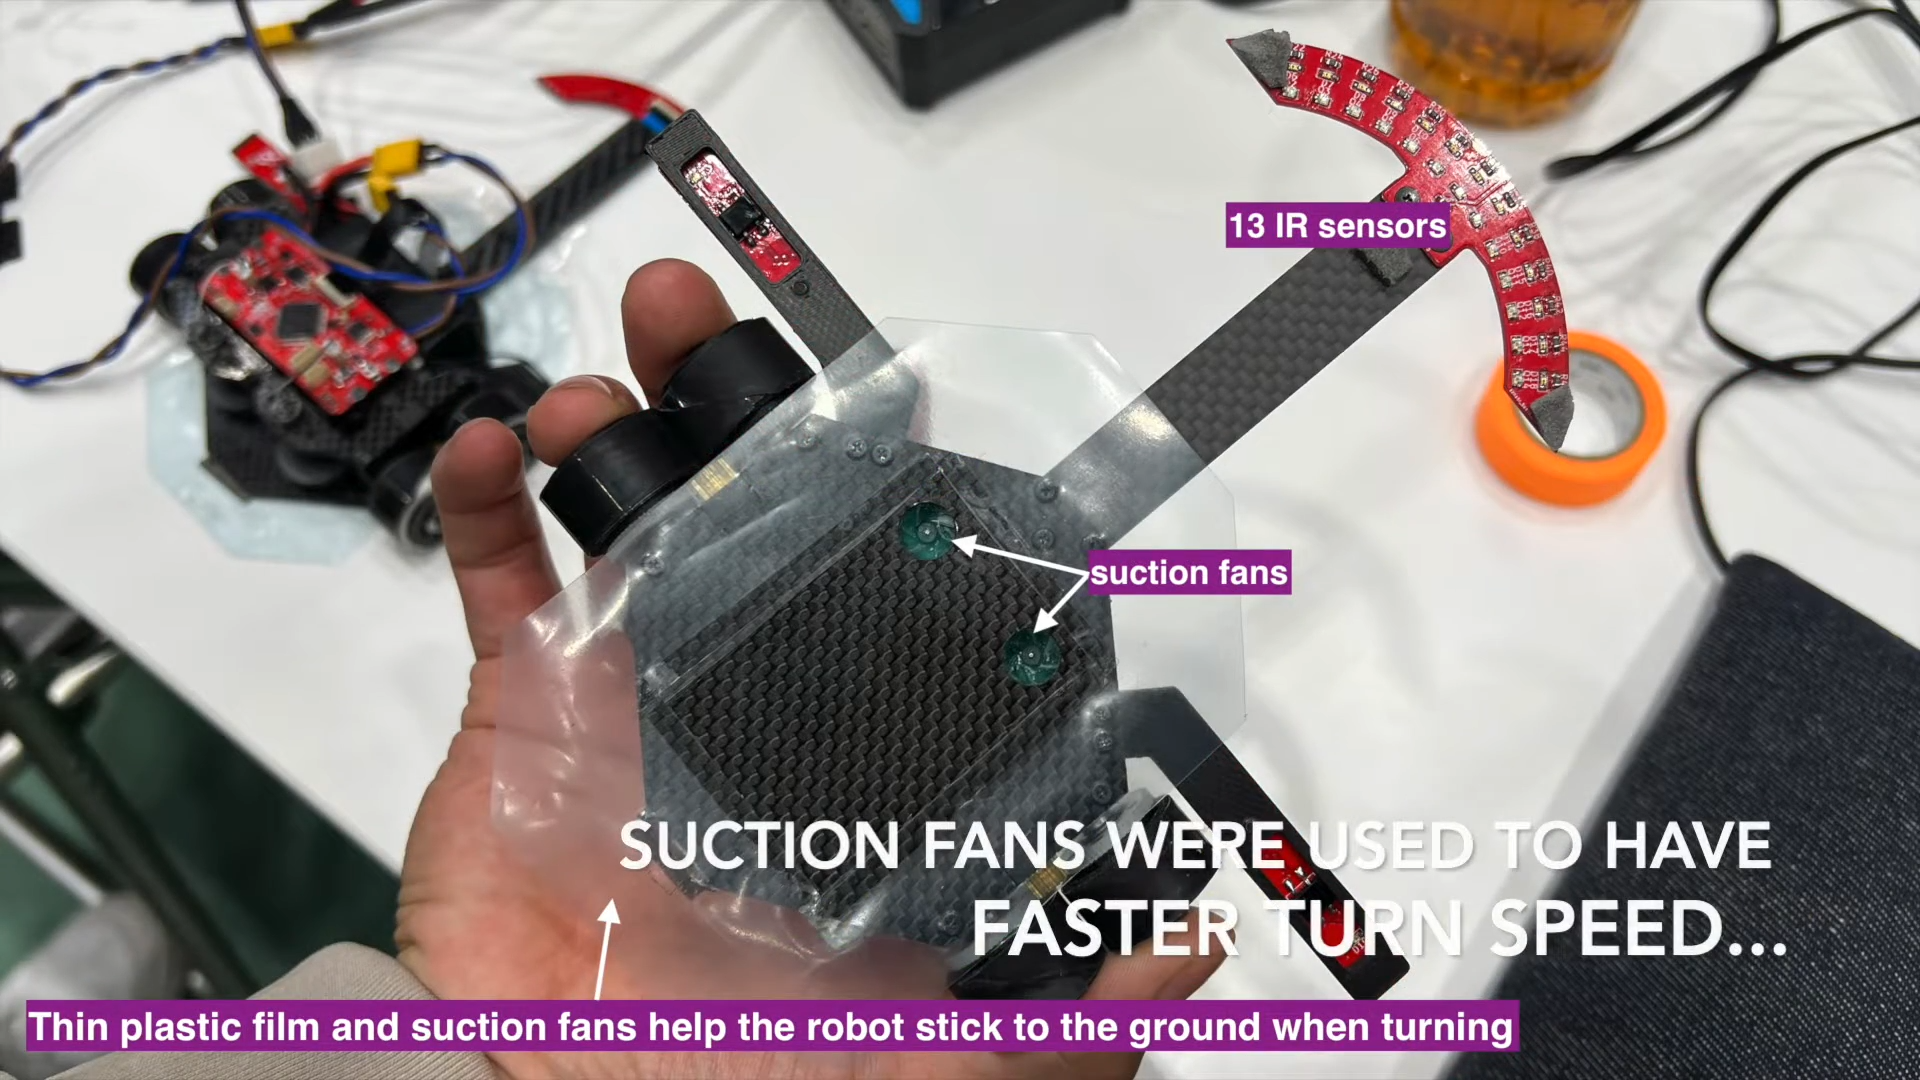 13 IR sensors
suction fans
SUCTION FANS WERE USED TO HAVE
FASTER TURN SPEED...
Thin plastic film and suction fans help the robot stick to the ground when turning